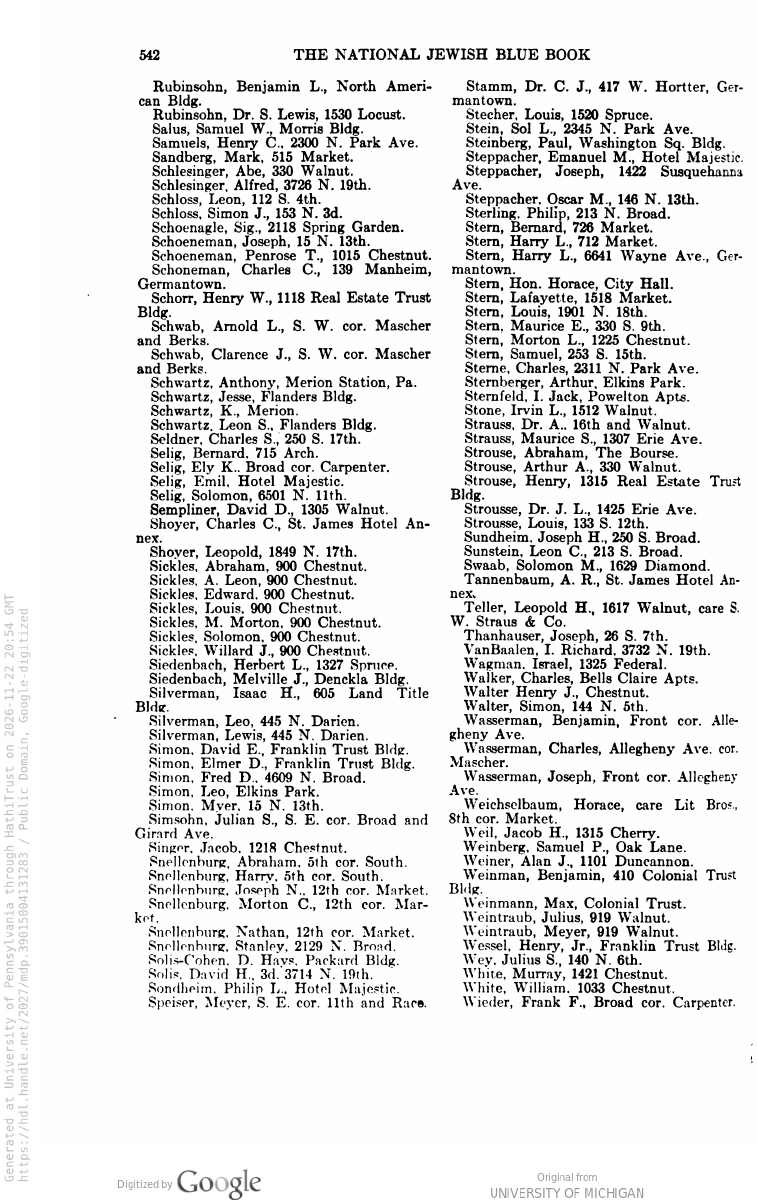 542 THE NATIONAL JEWISH BLUE BOOK
Rubinsohn, Benjamin L., North Ameri-
can Bldg.
Rubinsohn, Dr. S. Lewis, 1530 Locust.
Salus, Samuel W., Morris Bldg.
Samuels, Henry C., 2300 N. Park Ave.
Sandberg, Mark, 515 Market.
Schlesinger, Abe, 330 Walnut.
Schlesinger, Alfred, 3726 N. 19th.
Schloss, Leon, 112 S. 4th.
Schloss, Simon J., 153 N. 3d.
Schoenagle, Sig., 2118 Spring Garden.
Schoeneman, Joseph, 15 N. 13th.
Schoeneman, Penrose T., 1015 Chestnut.
Schoneman, Charles C., 139 Manheim,
Germantown.
Schorr, Henry W., 1118 Real Estate Trust
Bldg.
Schwab, Arnold L., S. W. cor. Mascher
and Berks.
Schwab, Clarence J., S. W. cor. Mascher
and Berks.
Schwartz, Anthony, Merion Station, Pa.
Schwartz, Jesse, Flanders Bldg.
Schwartz, K., Merion.
Schwartz, Leon S., Flanders Bldg.
Seldner, Charles S., 250 S. 17th.
Selig, Bernard, 715 Arch.
Selig, Ely K.. Broad cor. Carpenter.
Selig, Emil, Hotel Majestic.
Selig, Solomon, 6501 N. 11th.
Sempliner, David D., 1305 Walnut.
Shoyer, Charles C., St. James Hotel An-
nex.
Shoyer, Leopold, 1849 N. 17th.
Sickles, Abraham, 900 Chestnut.
Sickles, A. Leon, 900 Chestnut.
Sickles, Edward, 900 Chestnut.
Sickles, Louis, 900 Chestnut.
Sickles, M. Morton, 900 Chestnut.
Sickles, Solomon, 900 Chestnut.
Sickles, Willard J., 900 Chestnut.
Siedenbach, Herbert L., 1327 Spruce.
Siedenbach, Melville J., Denckla Bldg.
Silverman, Isaac H., 605 Land Title
Bldg.
Silverman, Leo, 445 N. Darien.
Silverman, Lewis, 445 N. Darien.
Simon, David E., Franklin Trust Bldg.
Simon, Elmer D., Franklin Trust Bldg.
Simon, Fred D., 4609 N. Broad.
Simon, Leo, Elkins Park.
Simon, Myer, 15 N. 13th.
Simsohn, Julian S., S. E. cor. Broad and
Girard Ave.
Singer, Jacob, 1218 Chestnut.
Snellenburg, Abraham, 5th cor. South.
Snellenburg, Harry, 5th cor. South.
Snellenburg, Joseph N., 12th cor. Market.
Snellenburg, Morton C., 12th cor. Mar-
ket.
Snellenburg, Nathan, 12th cor. Market.
Snellenburg, Stanley, 2129 N. Broad.
Solis-Cohen, D. Hays, Packard Bldg.
Solis, David H., 3d, 3714 N. 19th.
Sondheim, Philip L., Hotel Majestic.
Speiser, Meyer, S. E. cor. 11th and Race.
Stamm, Dr. C. J., 417 W. Hortter, Ger-
mantown.
Stecher, Louis, 1520 Spruce.
Stein, Sol L., 2345 N. Park Ave.
Steinberg, Paul, Washington Sq. Bldg.
Steppacher, Emanuel M., Hotel Majestic.
Steppacher, Joseph, 1422 Susquehanna
Ave.
Steppacher, Oscar M., 146 N. 13th.
Sterling, Philip, 213 N. Broad.
Stern, Bernard, 726 Market.
Stern, Harry L., 712 Market.
Stern, Harry L., 6641 Wayne Ave., Ger-
mantown.
Stern, Hon. Horace, City Hall.
Stern, Lafayette, 1518 Market.
Stern, Louis, 1901 N. 18th.
Stern, Maurice E., 330 S. 9th.
Stern, Morton L., 1225 Chestnut.
Stern, Samuel, 253 S. 15th.
Sterne, Charles, 2311 N. Park Ave.
Sternberger, Arthur, Elkins Park.
Sternfeld, I. Jack, Powelton Apts.
Stone, Irvin L., 1512 Walnut.
Strauss, Dr. A.. 16th and Walnut.
Strauss, Maurice S., 1307 Erie Ave.
Strouse, Abraham, The Bourse.
Strouse, Arthur A., 330 Walnut.
Strouse, Henry, 1315 Real Estate Trust
Bldg.
Strousse, Dr. J. L., 1425 Erie Ave.
Strousse, Louis, 133 S. 12th.
Sundheim, Joseph H., 250 S. Broad.
Sunstein, Leon C., 213 S. Broad.
Swaab, Solomon M., 1629 Diamond.
Tannenbaum, A. R., St. James Hotel An-
nex.
Teller, Leopold H., 1617 Walnut, care S.
W. Straus & Co.
Thanhauser, Joseph, 26 S. 7th.
VanBaalen, I. Richard, 3732 N. 19th.
Wagman, Israel, 1325 Federal.
Walker, Charles, Bells Claire Apts.
Walter Henry J., Chestnut.
Walter, Simon, 144 N. 5th.
Wasserman, Benjamin, Front cor. Alle-
gheny Ave.
Wasserman, Charles, Allegheny Ave. cor.
Mascher.
Wasserman, Joseph, Front cor. Allegheny
Ave.
Weichselbaum, Horace, care Lit Bros.,
8th cor. Market.
Weil, Jacob H., 1315 Cherry.
Weinberg, Samuel P., Oak Lane.
Weiner, Alan J., 1101 Duncannon.
Weinman, Benjamin, 410 Colonial Trust
Bldg.
Weinmann, Max, Colonial Trust.
Weintraub, Julius, 919 Walnut.
Weintraub, Meyer, 919 Walnut.
Wessel, Henry, Jr., Franklin Trust Bldg.
Wey, Julius S., 140 N. 6th.
White, Murray, 1421 Chestnut.
White, William, 1033 Chestnut.
Wieder, Frank F., Broad cor. Carpenter.
Generated at University of Pennsylvania through HathiTrust on 2026-11-22 20:54 GMT
https://hdl.handle.net/2027/mdp.39015004131283 / Public Domain, Google-digitized
Digitized by Google
Original from
UNIVERSITY OF MICHIGAN